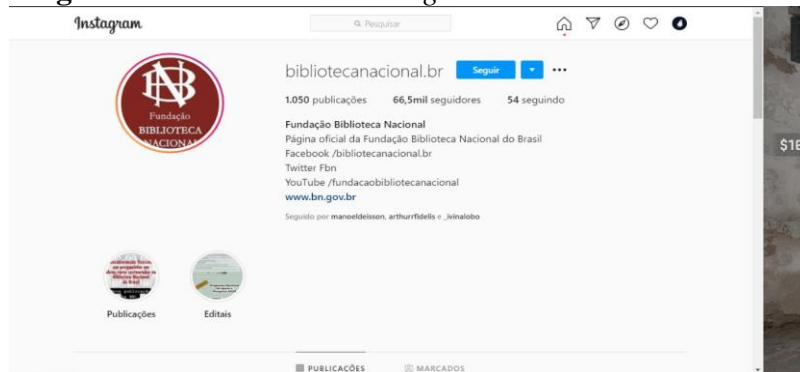 Instagram
Pesquisar
bibliotecanacional.br Seguir
1.050 publicações 66,5mil seguidores 54 seguindo
Fundação Biblioteca Nacional
Página oficial da Fundação Biblioteca Nacional do Brasil
Facebook /bibliotecanacional.br
Twitter Fbn
YouTube /fundacaobibliotecanacional
www.bn.gov.br
Seguido por manoeldeisson, arthurrfidelis e _ivinalobo
Fundação
BIBLIOTECA
NACIONAL
Publicações Editais
PUBLICAÇÕES MARCADOS